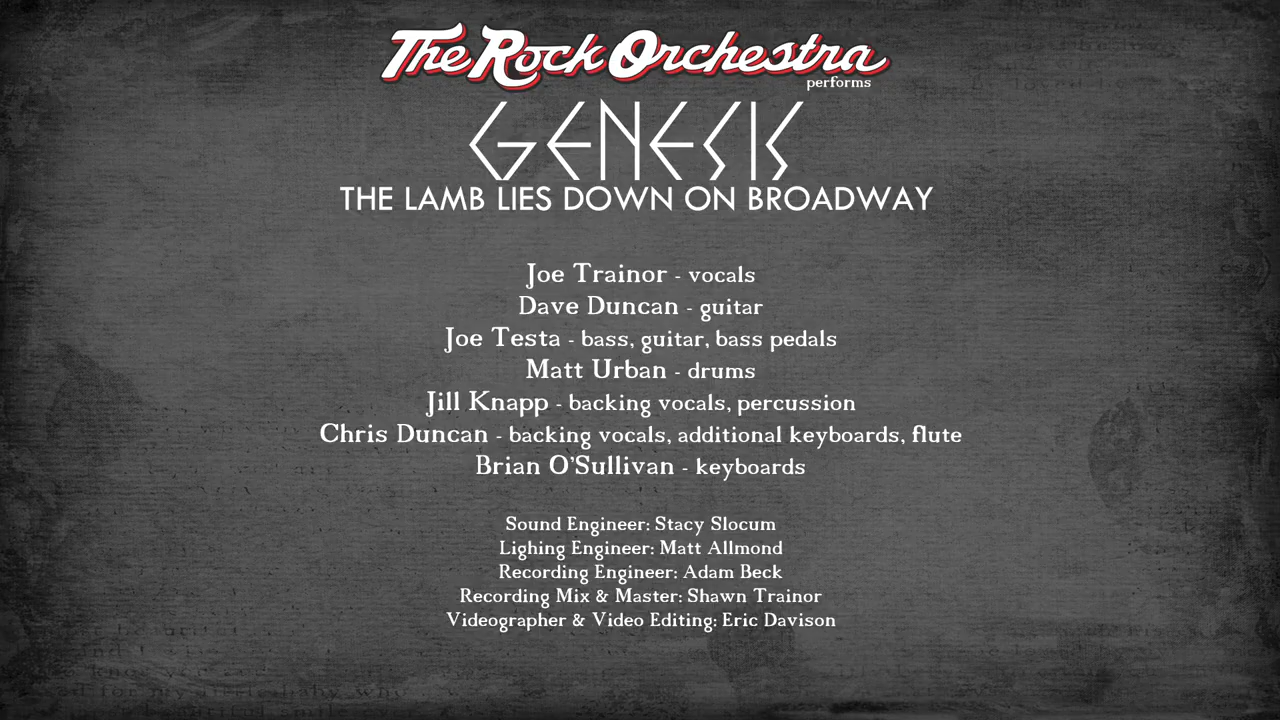 The Rock Orchestra
performs
GENESIS
THE LAMB LIES DOWN ON BROADWAY
Joe Trainor - vocals
Dave Duncan - guitar
Joe Testa - bass, guitar, bass pedals
Matt Urban - drums
Jill Knapp - backing vocals, percussion
Chris Duncan - backing vocals, additional keyboards, flute
Brian O'Sullivan - keyboards
Sound Engineer: Stacy Slocum
Lighing Engineer: Matt Allmond
Recording Engineer: Adam Beck
Recording Mix & Master: Shawn Trainor
Videographer & Video Editing: Eric Davison